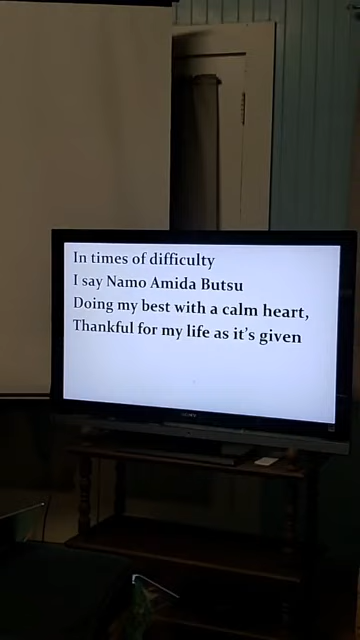 In times of difficulty
I say Namo Amida Butsu
Doing my best with a calm heart,
Thankful for my life as it's given
SONY